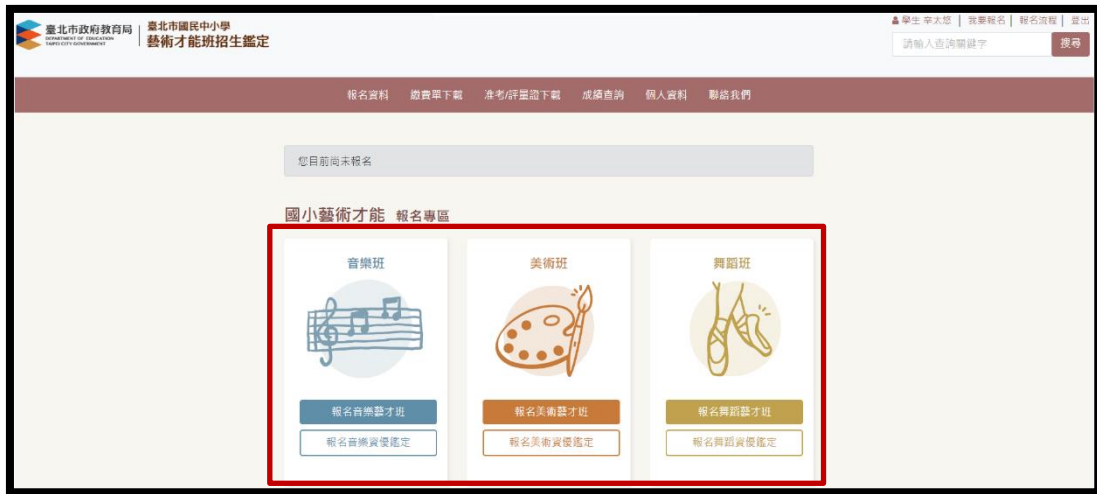 臺北市政府教育局
DEPARTMENT OF EDUCATION
TAIPEI CITY GOVERNMENT
臺北市國民中小學
藝術才能班招生鑑定
學生 辛太悠 | 我要報名 | 報名流程 | 登出
請輸入查詢關鍵字 搜尋
報名資料 繳費單下載 准考/評量證下載 成績查詢 個人資料 聯絡我們
您目前尚未報名
國小藝術才能 報名專區
音樂班 美術班 舞蹈班
報名音樂藝才班 報名美術藝才班 報名舞蹈藝才班
報名音樂資優鑑定 報名美術資優鑑定 報名舞蹈資優鑑定